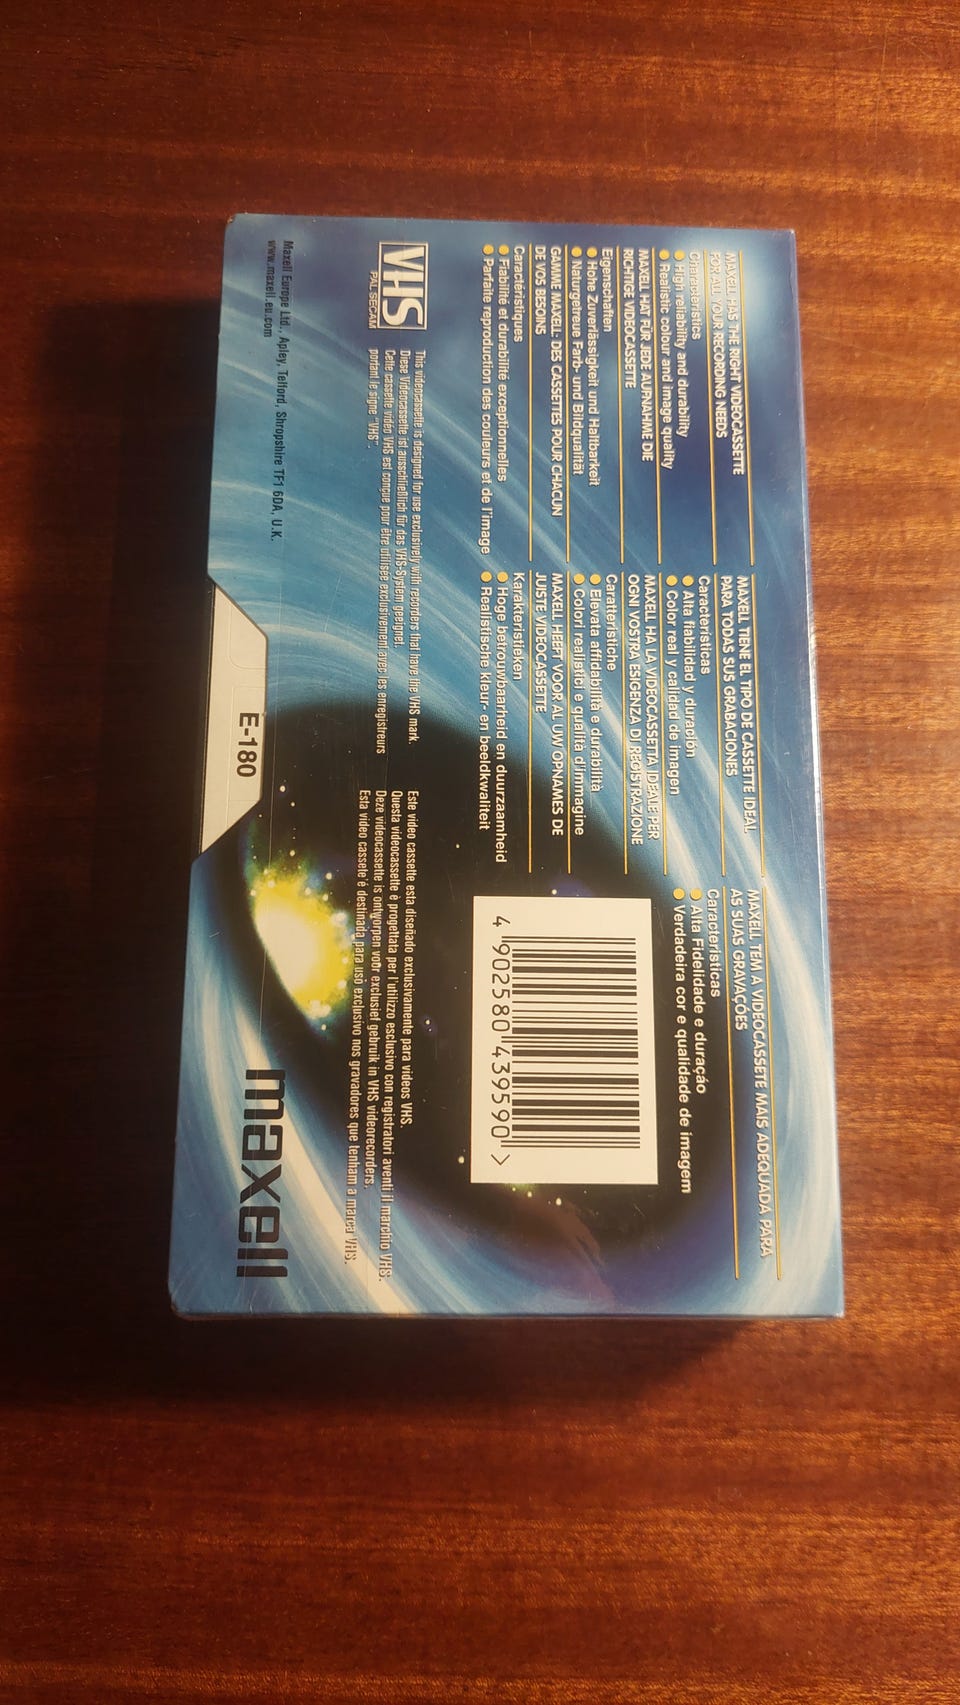 MAXELL HAS THE RIGHT VIDEOCASSETTE
FOR ALL YOUR RECORDING NEEDS
Characteristics
● High reliability and durability
● Realistic colour and image quality
MAXELL HAT FÜR JEDE AUFNAHME DIE
RICHTIGE VIDEOCASSETTE
Eigenschaften
● Hohe Zuverlässigkeit und Haltbarkeit
● Naturgetreue Farb- und Bildqualität
GAMME MAXELL: DES CASSETTES POUR CHACUN
DE VOS BESOINS
Caractéristiques
● Fiabilité et durabilité exceptionnelles
● Parfaite reproduction des couleurs et de l'image
MAXELL TIENE EL TIPO DE CASSETTE IDEAL
PARA TODAS SUS GRABACIONES
Características
● Alta fiabilidad y duración
● Color real y calidad de imagen
MAXELL HA LA VIDEOCASSETTA IDEALE PER
OGNI VOSTRA ESIGENZA DI REGISTRAZIONE
Caratteristiche
● Elevata affidabilità e durabilità
● Colori realistici e qualità d'immagine
MAXELL HEEFT VOOR AL UW OPNAMES DE
JUISTE VIDEOCASSETTE
Karakteristieken
● Hoge betrouwbaarheid en duurzaamheid
● Realistische kleur- en beeldkwaliteit
MAXELL TEM A VIDEOCASSETE MAIS ADEQUADA PARA
AS SUAS GRAVAÇÕES
Caracteristicas
● Alta Fidelidade e duração
● Verdadeira cor e qualidade de imagem
4 902580 439590 >
VHS
PAL SECAM
This videocassette is designed for use exclusively with recorders that have the VHS mark.
Diese Videocassette ist ausschließlich für das VHS-System geeignet.
Cette cassette vidéo VHS est conçue pour être utilisée exclusivement avec les enregistreurs
portant le signe "VHS".
Este video cassette esta diseñado exclusivamente para videos VHS.
Questa videocassetta è progettata per l'utilizzo esclusivo con registratori aventi il marchio VHS.
Deze videocassette is ontworpen voor exclusief gebruik in VHS videorecorders.
Esta video cassete é destinada para uso exclusivo nos gravadores que tenham a marca VHS.
Maxell Europe Ltd., Apley, Telford, Shropshire TF1 6DA, U.K.
www.maxell.eu.com
E-180
maxell